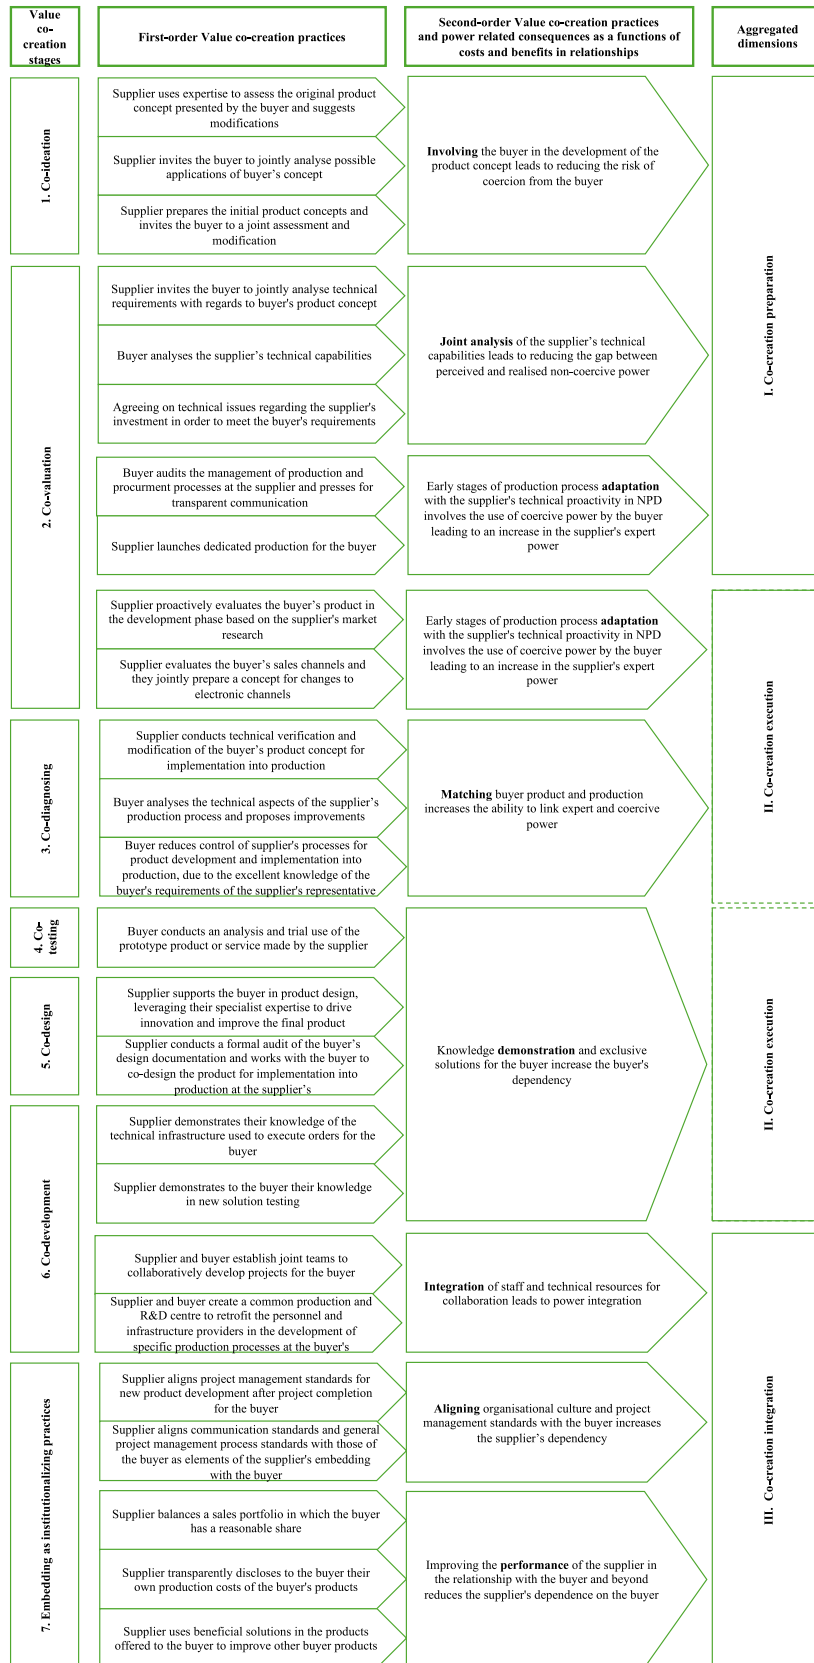 Value
co-
creation
stages
First-order Value co-creation practices
Second-order Value co-creation practices
and power related consequences as a functions of
costs and benefits in relationships
Aggregated
dimensions
1. Co-ideation
Supplier uses expertise to assess the original product
concept presented by the buyer and suggests
modifications
Supplier invites the buyer to jointly analyse possible
applications of buyer's concept
Supplier prepares the initial product concepts and
invites the buyer to a joint assessment and
modification
Involving the buyer in the development of the
product concept leads to reducing the risk of
coercion from the buyer
I. Co-creation preparation
2. Co-valuation
Supplier invites the buyer to jointly analyse technical
requirements with regards to buyer's product concept
Buyer analyses the supplier's technical capabilities
Agreeing on technical issues regarding the supplier's
investment in order to meet the buyer's requirements
Joint analysis of the supplier's technical
capabilities leads to reducing the gap between
perceived and realised non-coercive power
Buyer audits the management of production and
procurment processes at the supplier and presses for
transparent communication
Supplier launches dedicated production for the buyer
Early stages of production process adaptation
with the supplier's technical proactivity in NPD
involves the use of coercive power by the buyer
leading to an increase in the supplier's expert
power
Supplier proactively evaluates the buyer's product in
the development phase based on the supplier's market
research
Supplier evaluates the buyer's sales channels and
they jointly prepare a concept for changes to
electronic channels
Early stages of production process adaptation
with the supplier's technical proactivity in NPD
involves the use of coercive power by the buyer
leading to an increase in the supplier's expert
power
II. Co-creation execution
3. Co-diagnosing
Supplier conducts technical verification and
modification of the buyer's product concept for
implementation into production
Buyer analyses the technical aspects of the supplier's
production process and proposes improvements
Buyer reduces control of supplier's processes for
product development and implementation into
production, due to the excellent knowledge of the
buyer's requirements of the supplier's representative
Matching buyer product and production
increases the ability to link expert and coercive
power
4. Co-
testing
Buyer conducts an analysis and trial use of the
prototype product or service made by the supplier
5. Co-design
Supplier supports the buyer in product design,
leveraging their specialist expertise to drive
innovation and improve the final product
Supplier conducts a formal audit of the buyer's
design documentation and works with the buyer to
co-design the product for implementation into
production at the supplier's
Knowledge demonstration and exclusive
solutions for the buyer increase the buyer's
dependency
II. Co-creation execution
6. Co-development
Supplier demonstrates their knowledge of the
technical infrastructure used to execute orders for the
buyer
Supplier demonstrates to the buyer their knowledge
in new solution testing
Supplier and buyer establish joint teams to
collaboratively develop projects for the buyer
Supplier and buyer create a common production and
R&D centre to retrofit the personnel and
infrastructure providers in the development of
specific production processes at the buyer's
Integration of staff and technical resources for
collaboration leads to power integration
III. Co-creation integration
7. Embedding as institutionalizing practices
Supplier aligns project management standards for
new product development after project completion
for the buyer
Supplier aligns communication standards and general
project management process standards with those of
the buyer as elements of the supplier's embedding
with the buyer
Aligning organisational culture and project
management standards with the buyer increases
the supplier's dependency
Supplier balances a sales portfolio in which the buyer
has a reasonable share
Supplier transparently discloses to the buyer their
own production costs of the buyer's products
Supplier uses beneficial solutions in the products
offered to the buyer to improve other buyer products
Improving the performance of the supplier in
the relationship with the buyer and beyond
reduces the supplier's dependence on the buyer